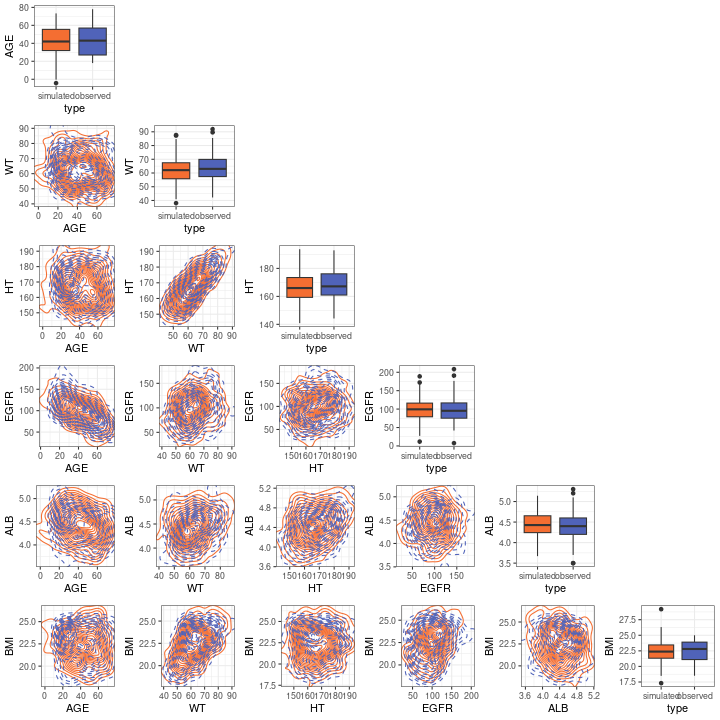 AGE
80
60
40
20
0
simulated observed
type
WT
90
80
70
60
50
40
0 20 40 60
AGE
WT
90
80
70
60
50
40
simulated observed
type
HT
190
180
170
160
150
0 20 40 60
AGE
HT
190
180
170
160
150
50 60 70 80 90
WT
HT
180
160
140
simulated observed
type
EGFR
200
150
100
50
0 20 40 60
AGE
EGFR
150
100
50
40 50 60 70 80 90
WT
EGFR
150
100
50
150 160 170 180 190
HT
EGFR
200
150
100
50
0
simulated observed
type
ALB
5.0
4.5
4.0
0 20 40 60
AGE
ALB
5.0
4.5
4.0
40 50 60 70 80
WT
ALB
5.2
4.8
4.4
4.0
3.6
150 160 170 180 190
HT
ALB
5.0
4.5
4.0
3.5
50 100 150
EGFR
ALB
5.0
4.5
4.0
3.5
simulated observed
type
BMI
25.0
22.5
20.0
0 20 40 60
AGE
BMI
25.0
22.5
20.0
40 50 60 70 80 90
WT
BMI
25.0
22.5
20.0
17.5
150 160 170 180 190
HT
BMI
25.0
22.5
20.0
50 100 150 200
EGFR
BMI
25.0
22.5
20.0
3.6 4.0 4.4 4.8 5.2
ALB
BMI
27.5
25.0
22.5
20.0
17.5
simulated observed
type